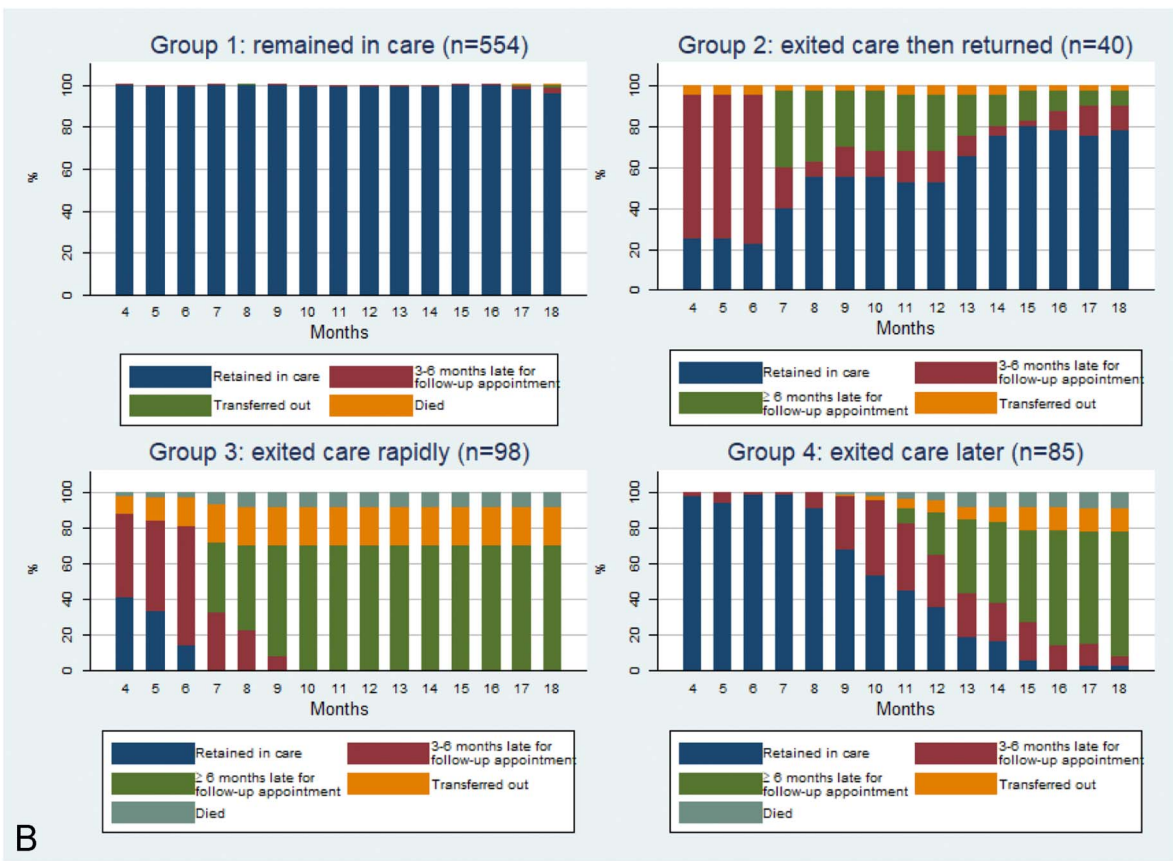 Group 1: remained in care (n=554)
100
80
60
40
20
0
%
4 5 6 7 8 9 10 11 12 13 14 15 16 17 18
Months
Retained in care
3-6 months late for
follow-up appointment
Transferred out
Died
Group 2: exited care then returned (n=40)
100
80
60
40
20
0
%
4 5 6 7 8 9 10 11 12 13 14 15 16 17 18
Months
Retained in care
3-6 months late for
follow-up appointment
≥ 6 months late for
follow-up appointment
Transferred out
Group 3: exited care rapidly (n=98)
100
80
60
40
20
0
%
4 5 6 7 8 9 10 11 12 13 14 15 16 17 18
Months
Retained in care
3-6 months late for
follow-up appointment
≥ 6 months late for
follow-up appointment
Transferred out
Died
Group 4: exited care later (n=85)
100
80
60
40
20
0
%
4 5 6 7 8 9 10 11 12 13 14 15 16 17 18
Months
Retained in care
3-6 months late for
follow-up appointment
≥ 6 months late for
follow-up appointment
Transferred out
Died
B